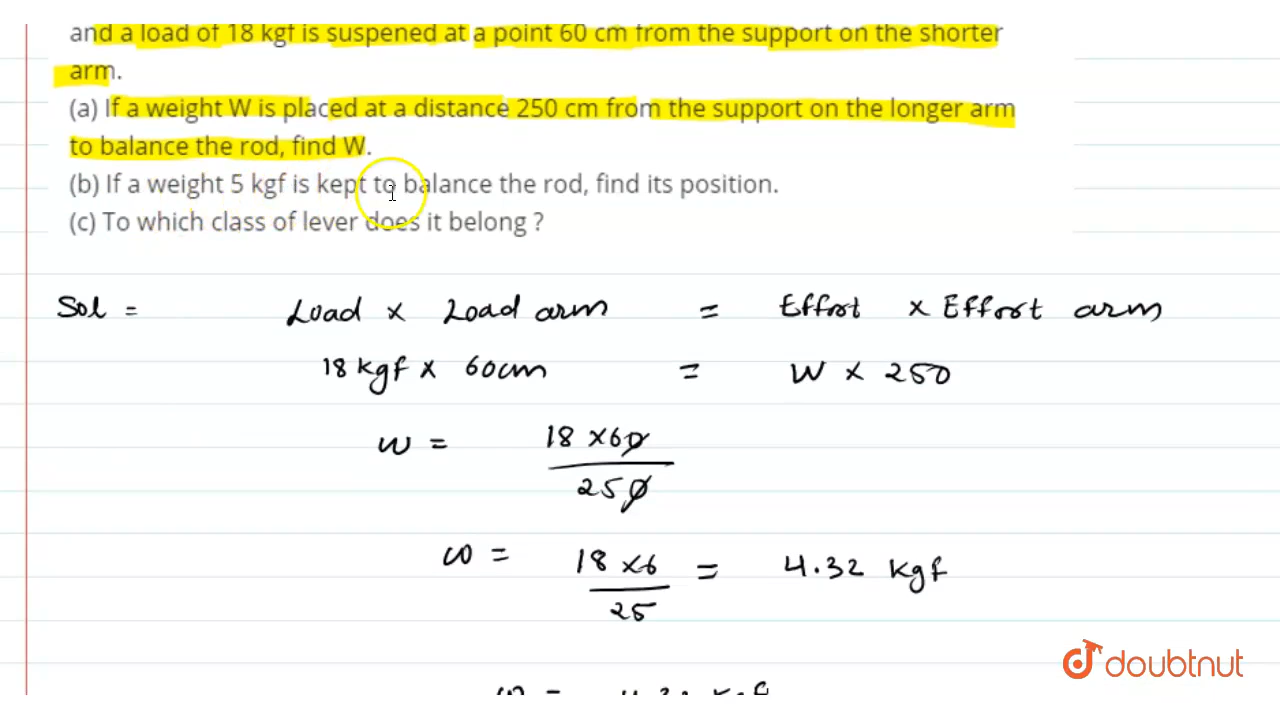 and a load of 18 kgf is suspened at a point 60 cm from the support on the shorter
arm.
(a) If a weight W is placed at a distance 250 cm from the support on the longer arm
to balance the rod, find W.
(b) If a weight 5 kgf is kept to balance the rod, find its position.
(c) To which class of lever does it belong ?
Sol = Load × Load arm = Effort × Effort arm
18 kgf × 60cm = W × 250
W = 18 × 60
250
W = 18 × 6 = 4.32 kgf
25
W = 4.32 kgf
doubtnut